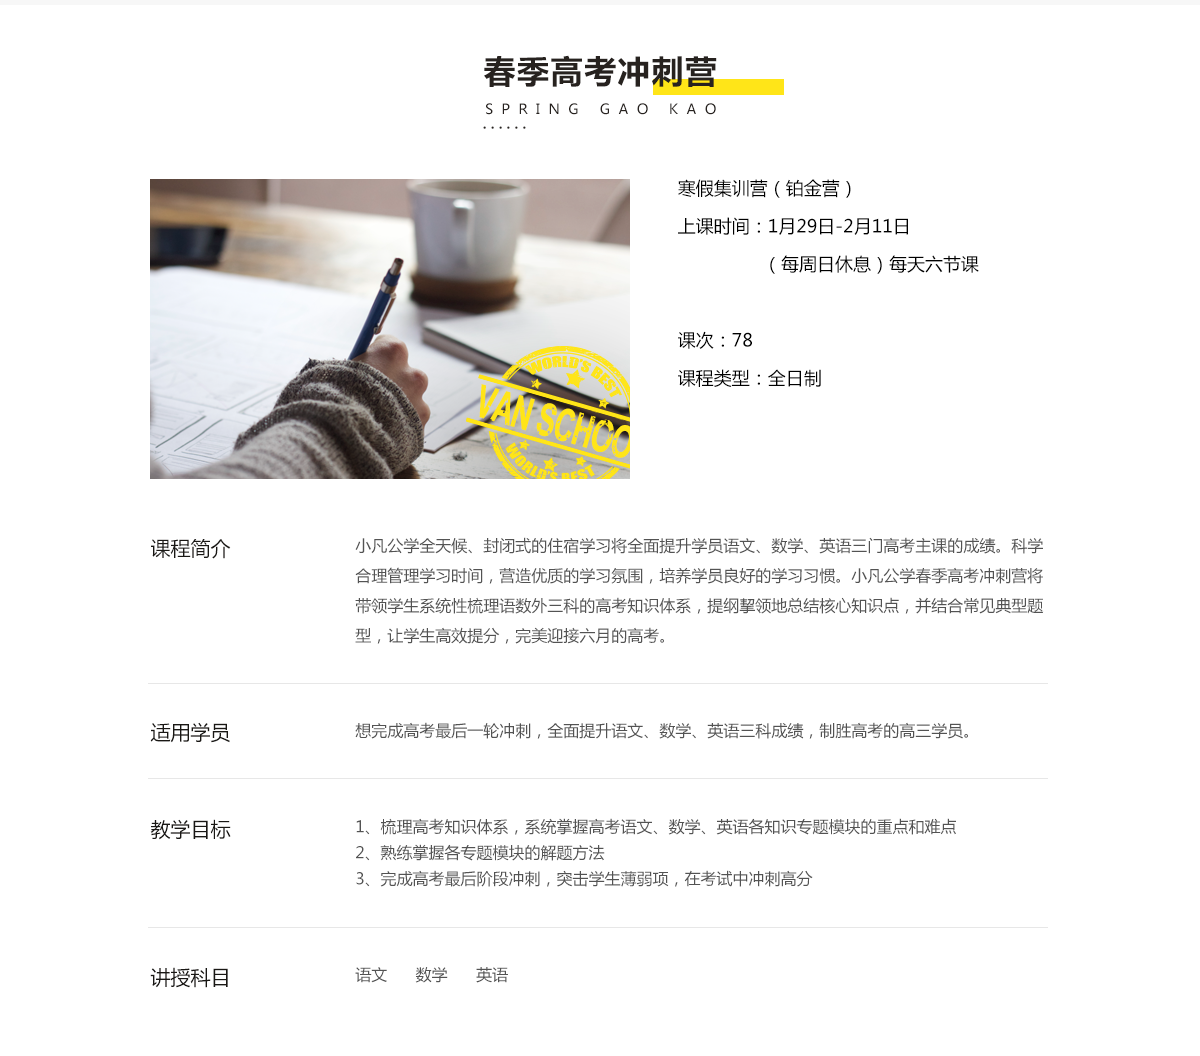 春季高考冲刺营
SPRING GAO KAO
寒假集训营（铂金营）
上课时间：1月29日-2月11日
（每周日休息）每天六节课
课次：78
课程类型：全日制
WORLD'S BEST
VAN SCHOO
WORLD'S BEST
课程简介
小凡公学全天候、封闭式的住宿学习将全面提升学员语文、数学、英语三门高考主课的成绩。科学
合理管理学习时间，营造优质的学习氛围，培养学员良好的学习习惯。小凡公学春季高考冲刺营将
带领学生系统性梳理语数外三科的高考知识体系，提纲挈领地总结核心知识点，并结合常见典型题
型，让学生高效提分，完美迎接六月的高考。
适用学员
想完成高考最后一轮冲刺，全面提升语文、数学、英语三科成绩，制胜高考的高三学员。
教学目标
1、梳理高考知识体系，系统掌握高考语文、数学、英语各知识专题模块的重点和难点
2、熟练掌握各专题模块的解题方法
3、完成高考最后阶段冲刺，突击学生薄弱项，在考试中冲刺高分
讲授科目
语文 数学 英语